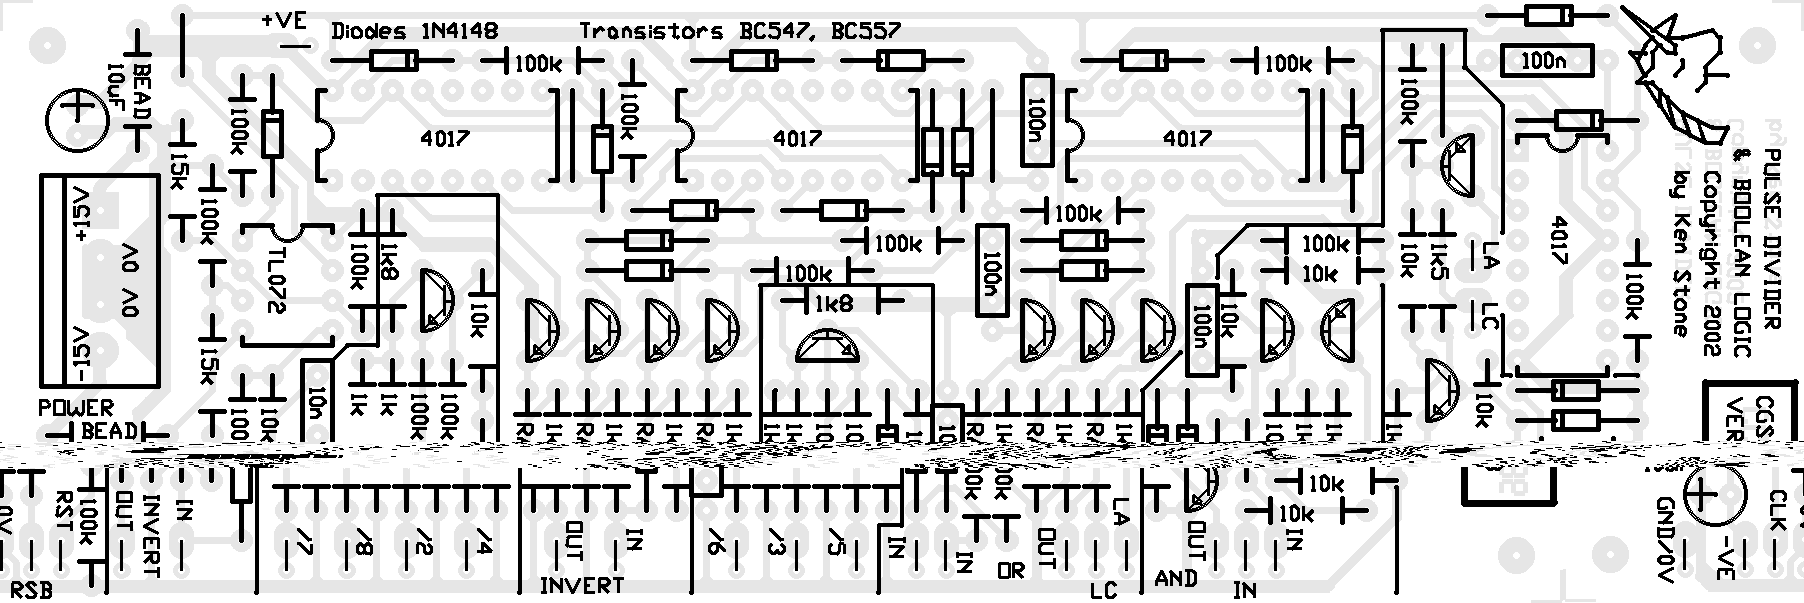 +VE
Diodes 1N4148
Transistors BC547, BC557
BEAD
10uF
100k
100k
100k
100k
100n
100n
100k
4017
4017
4017
4017
15k
100k
100k
+15V
0V
0V
-15V
TL072
100k
1k8
10k
100k
100k
100k
1k8
100n
100k
10k
100n
10k
10k
1k5
LA
LC
100k
PULSE DIVIDER
& BOOLEAN LOGIC
Copyright 2002
by Ken Stone
15k
10n
1k
1k
100k
100k
100
10k
10k
POWER
BEAD
CGS
VER
0V
RST
100k
OUT
INVERT
IN
RSB
/7
/8
/2
/4
OUT
IN
INVERT
/6
/3
/5
IN
IN
OR
OUT
LA
LC
AND
OUT
IN
IN
10k
10k
GND/0V
-VE
CLK